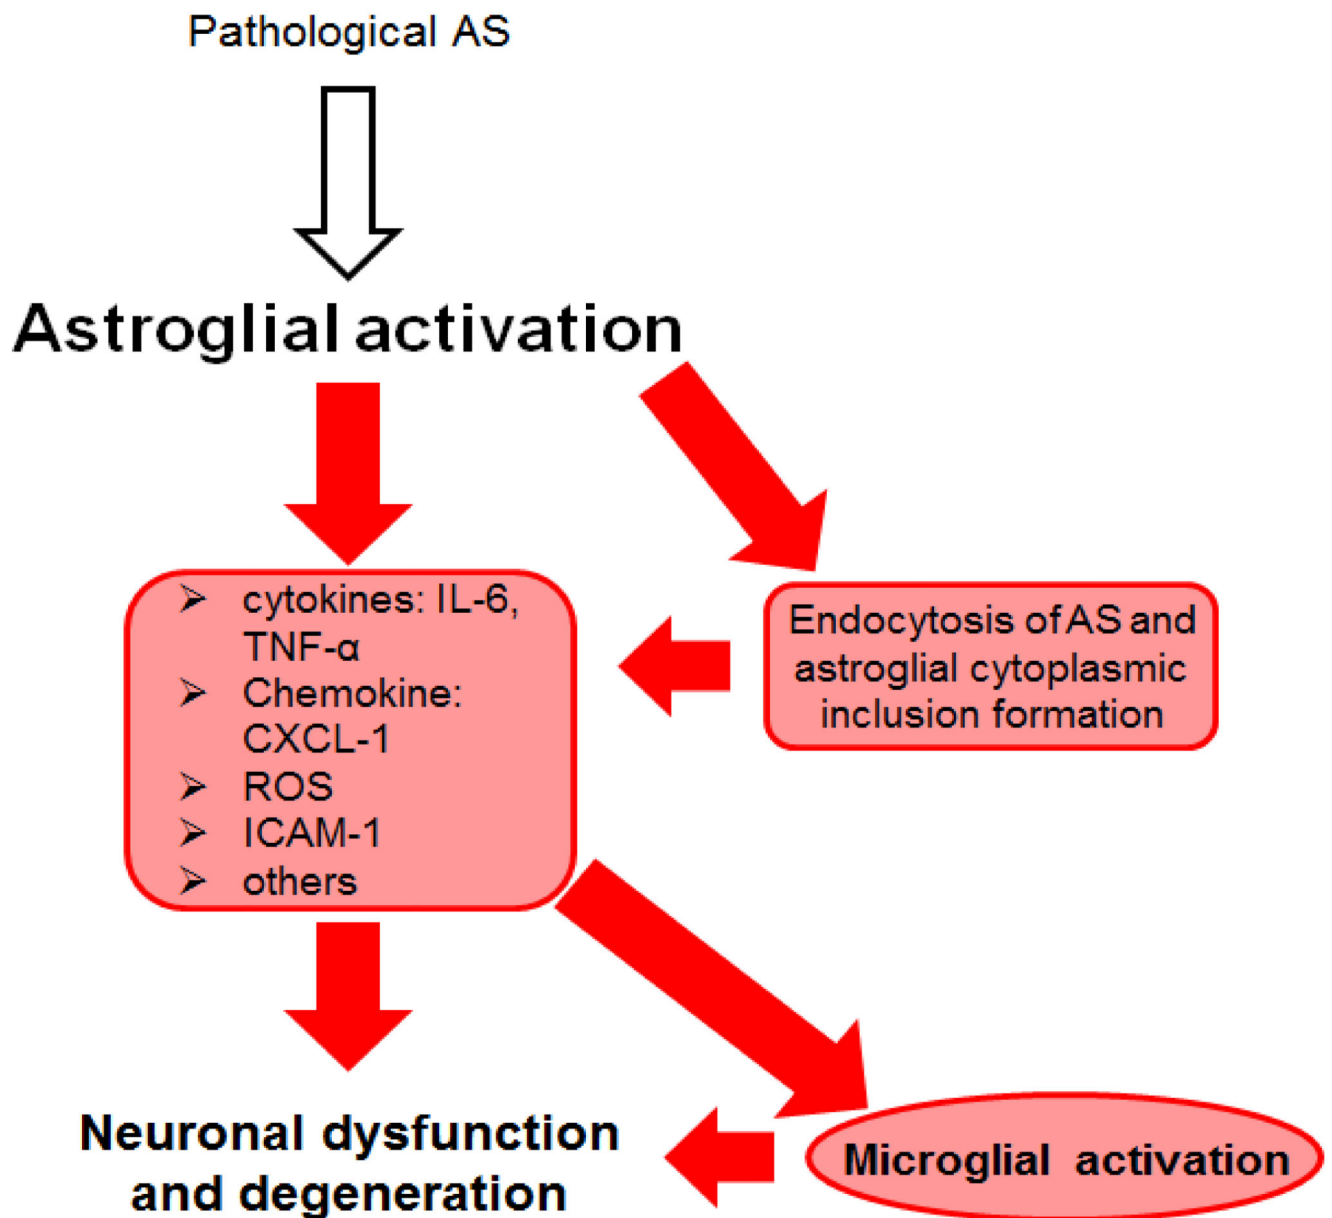 Pathological AS
Astroglial activation
➢ cytokines: IL-6,
TNF-α
➢ Chemokine:
CXCL-1
➢ ROS
➢ ICAM-1
➢ others
Endocytosis of AS and
astroglial cytoplasmic
inclusion formation
Neuronal dysfunction
and degeneration
Microglial activation